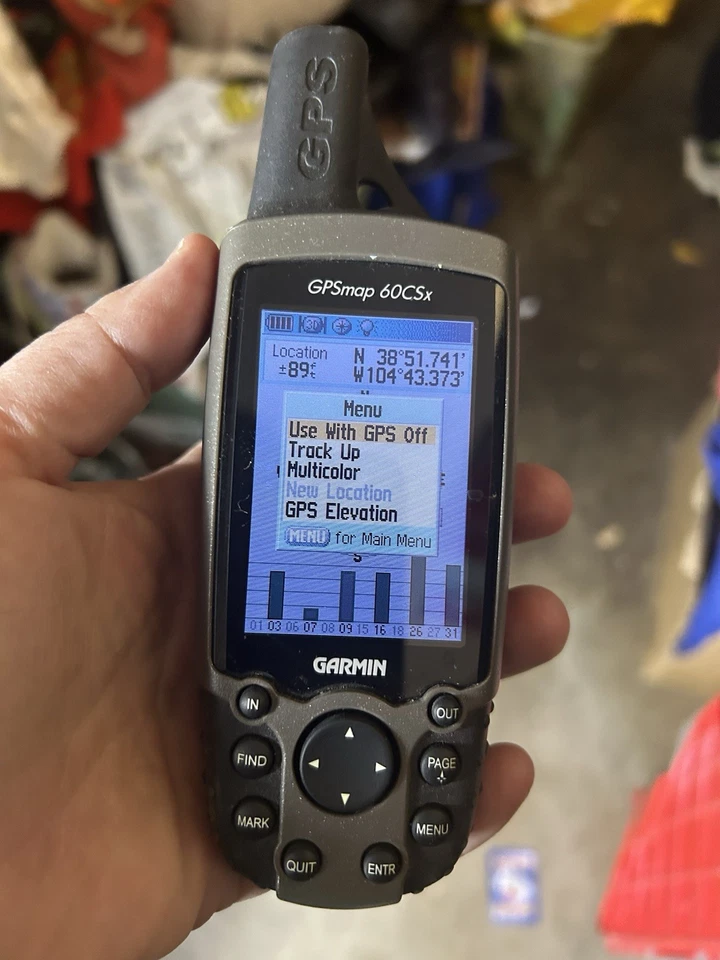 GPS
GPSmap 60CSx
3D
Location N 38°51.741'
±89ft W104°43.373'
Menu
Use With GPS Off
Track Up
Multicolor
New Location
GPS Elevation
MENU for Main Menu
S
01 03 06 07 08 09 15 16 18 26 27 31
GARMIN
IN OUT
FIND PAGE
MARK MENU
QUIT ENTR